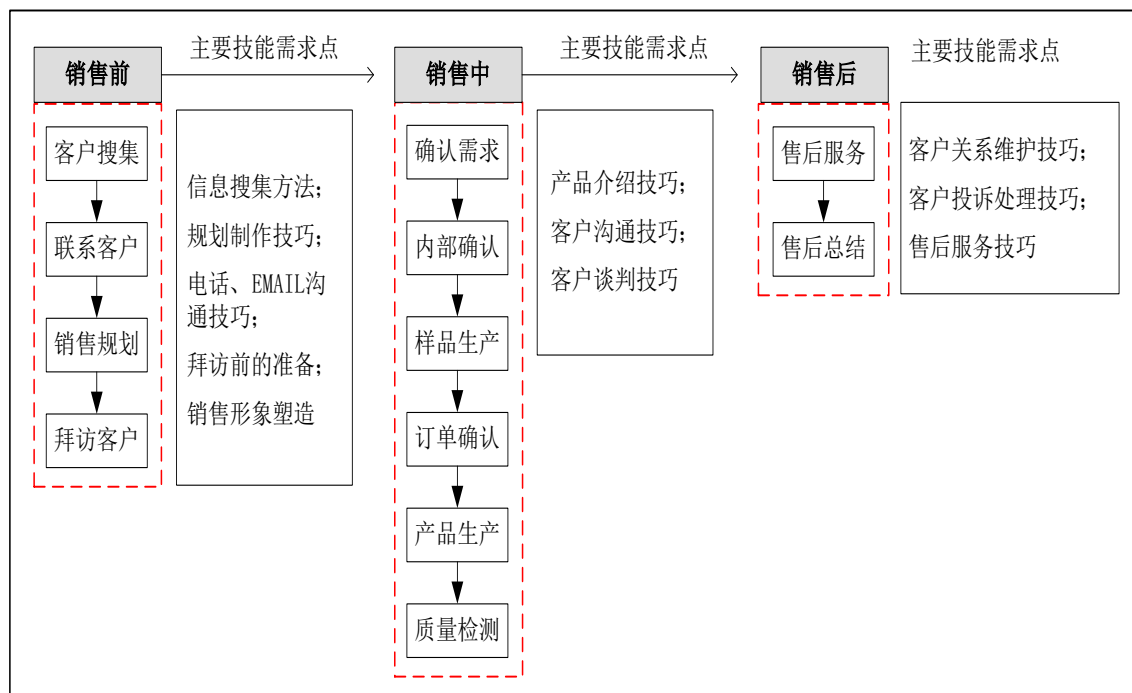 销售前
主要技能需求点
客户搜集
联系客户
销售规划
拜访客户
信息搜集方法；
规划制作技巧；
电话、EMAIL沟
通技巧；
拜访前的准备；
销售形象塑造
销售中
主要技能需求点
确认需求
内部确认
样品生产
订单确认
产品生产
质量检测
产品介绍技巧；
客户沟通技巧；
客户谈判技巧
销售后
主要技能需求点
售后服务
售后总结
客户关系维护技巧；
客户投诉处理技巧；
售后服务技巧